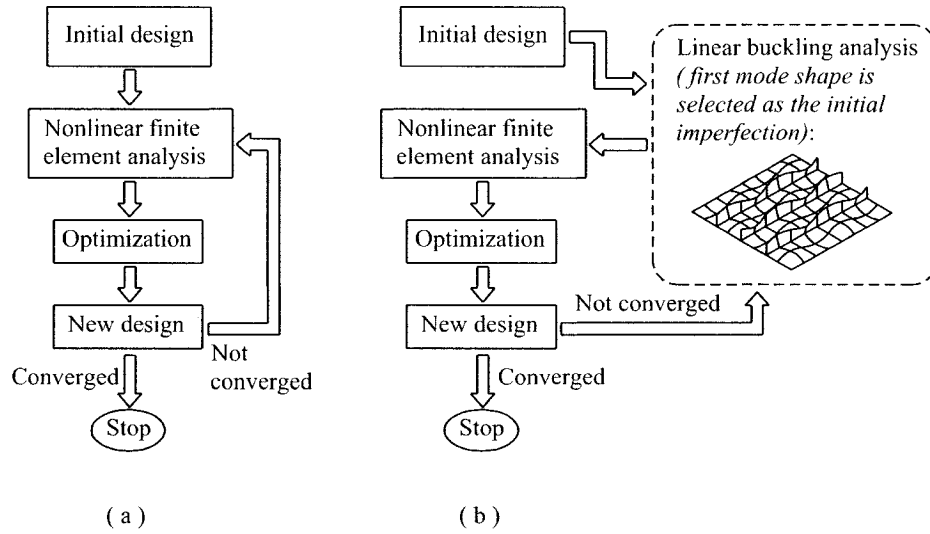 Initial design
Nonlinear finite
element analysis
Optimization
New design
Not
converged
Converged
Stop
( a )
Initial design
Linear buckling analysis
( first mode shape is
selected as the initial
imperfection):
Nonlinear finite
element analysis
Optimization
New design
Not converged
Converged
Stop
( b )